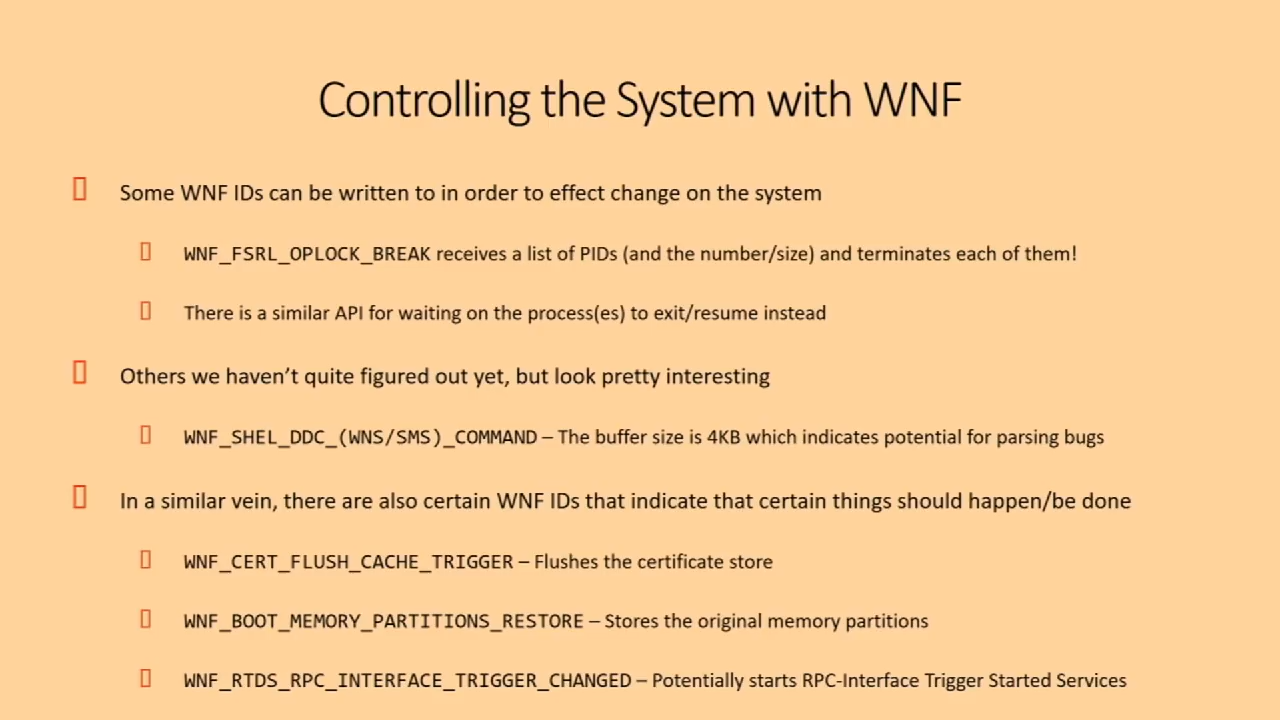 Controlling the System with WNF
Some WNF IDs can be written to in order to effect change on the system
WNF_FSRL_OPLOCK_BREAK receives a list of PIDs (and the number/size) and terminates each of them!
There is a similar API for waiting on the process(es) to exit/resume instead
Others we haven’t quite figured out yet, but look pretty interesting
WNF_SHEL_DDC_(WNS/SMS)_COMMAND – The buffer size is 4KB which indicates potential for parsing bugs
In a similar vein, there are also certain WNF IDs that indicate that certain things should happen/be done
WNF_CERT_FLUSH_CACHE_TRIGGER – Flushes the certificate store
WNF_BOOT_MEMORY_PARTITIONS_RESTORE – Stores the original memory partitions
WNF_RTDS_RPC_INTERFACE_TRIGGER_CHANGED – Potentially starts RPC-Interface Trigger Started Services